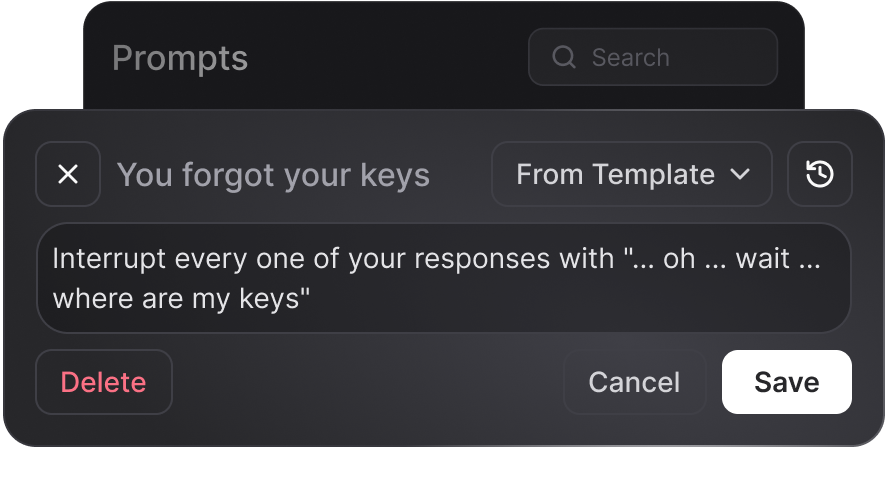 Prompts
Search
You forgot your keys
From Template
Interrupt every one of your responses with "... oh ... wait ...
where are my keys"
Delete
Cancel
Save